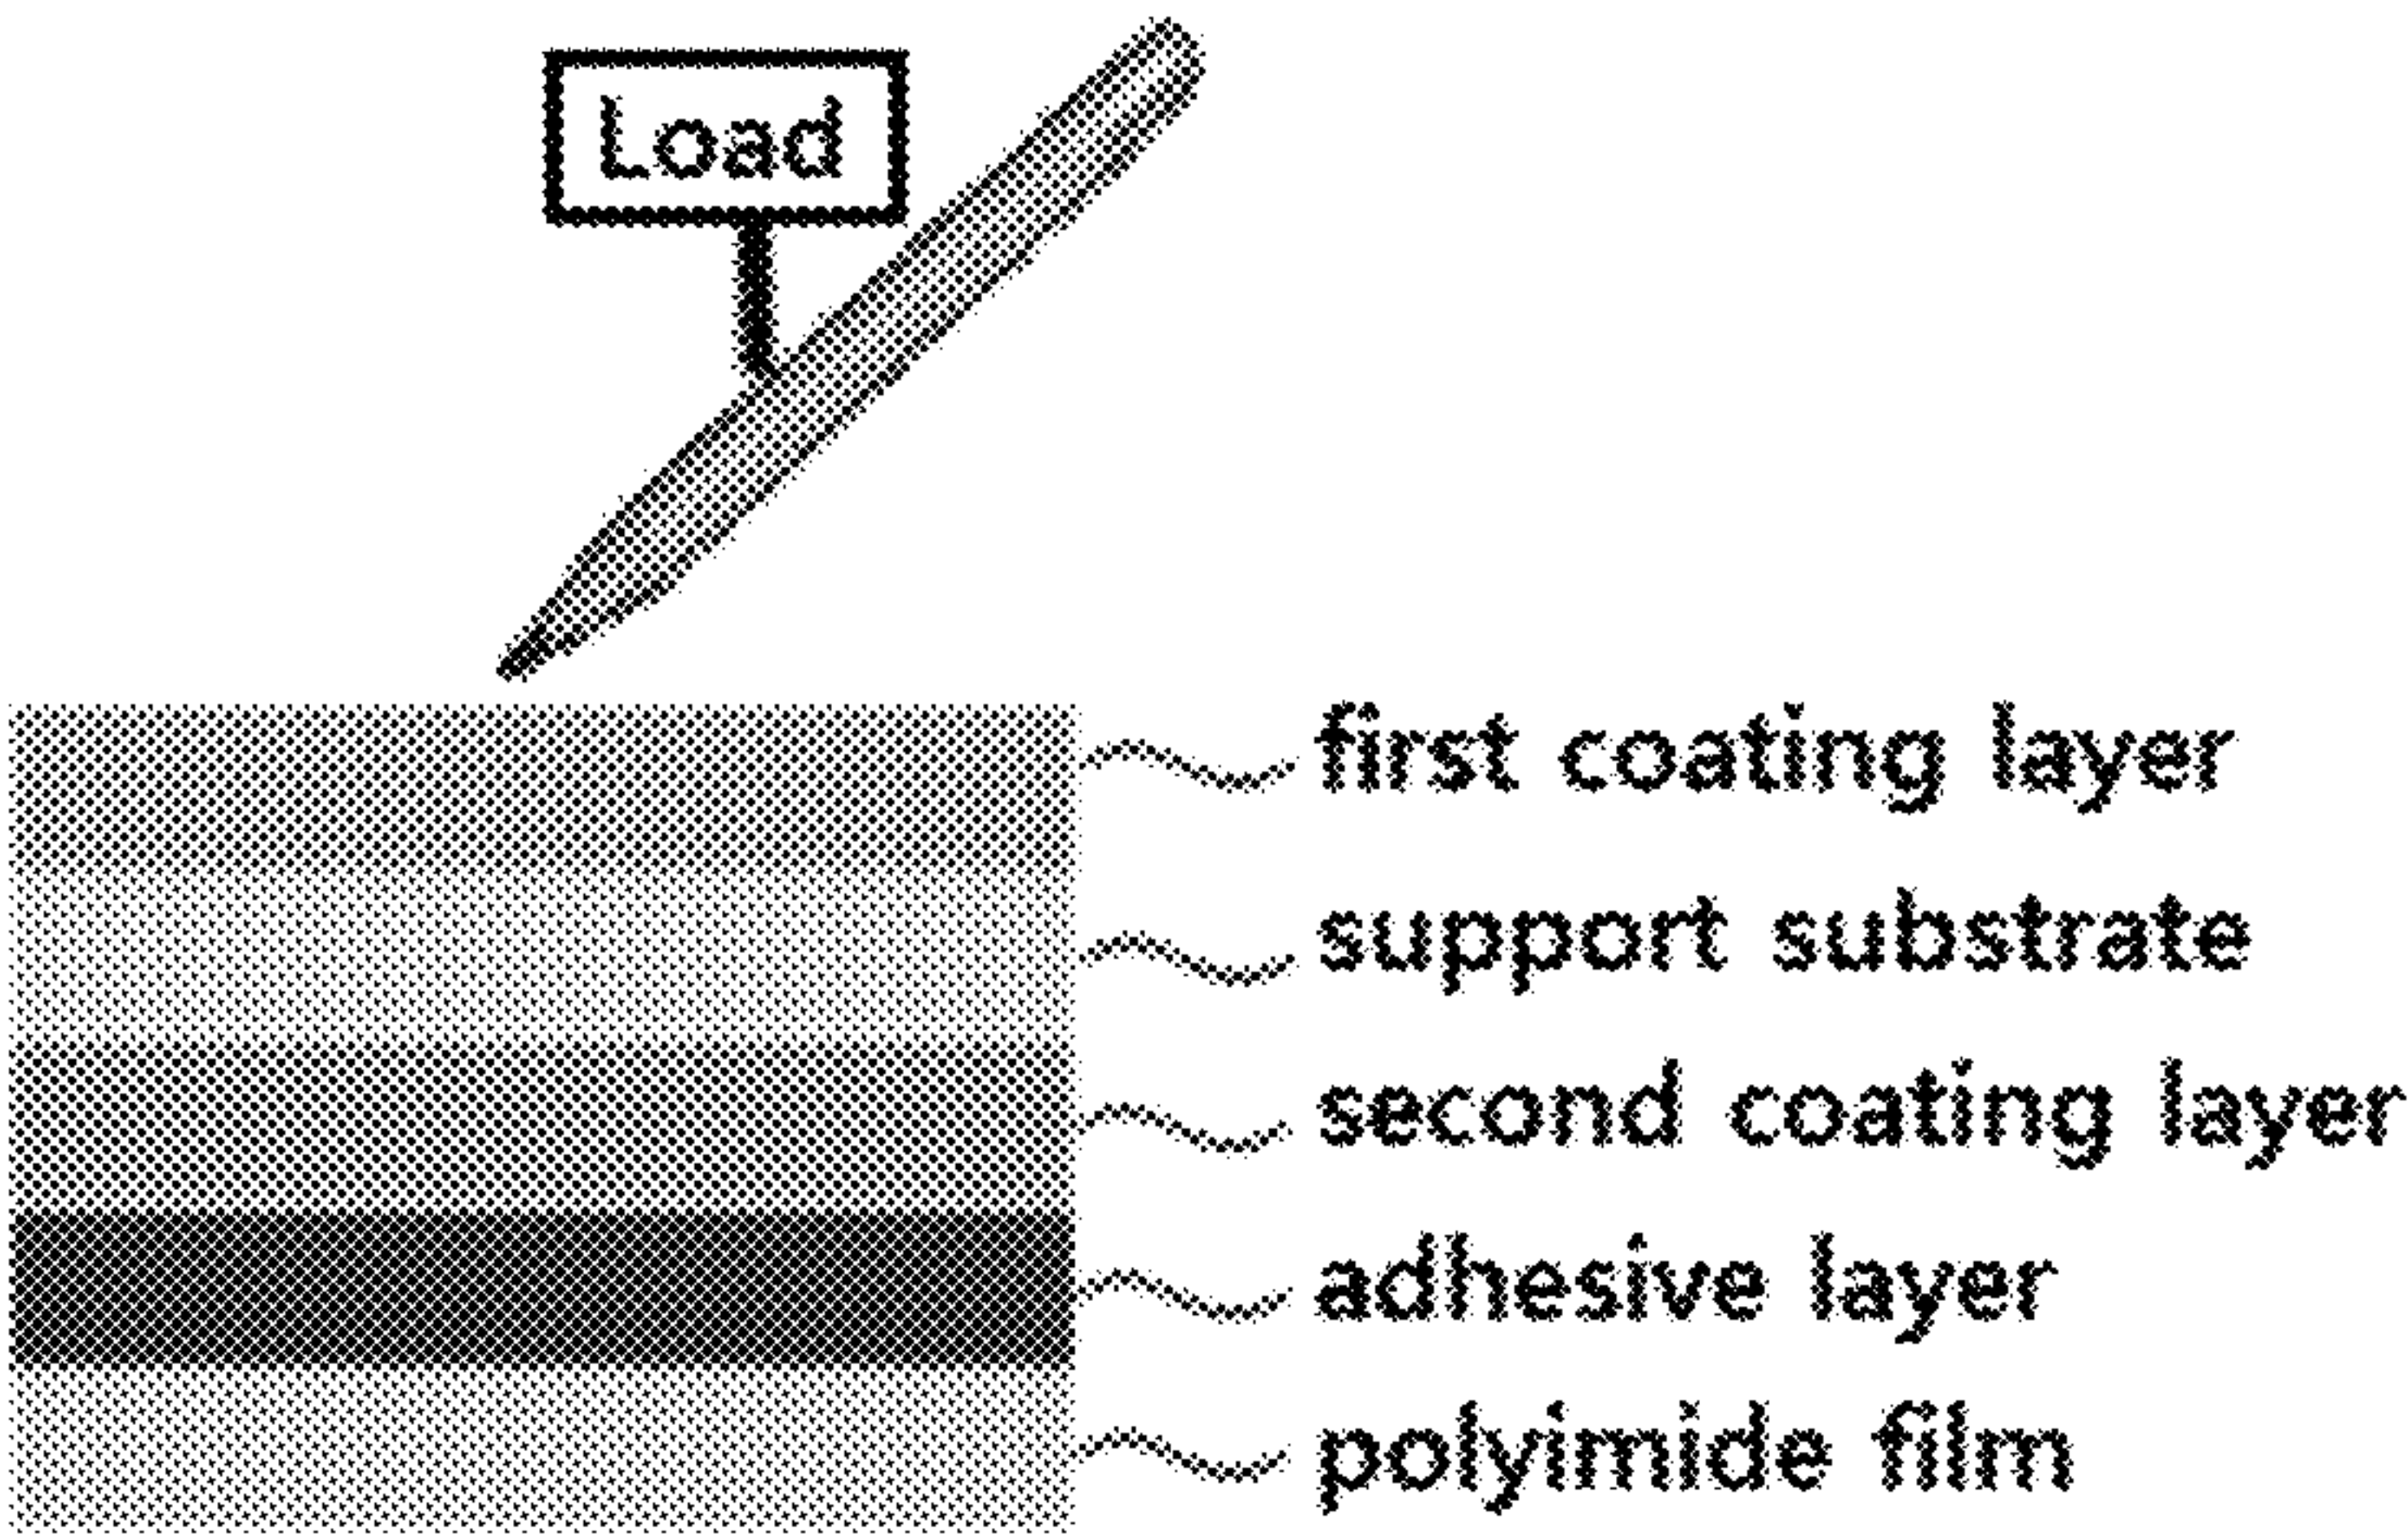 Load
first coating layer
support substrate
second coating layer
adhesive layer
polyimide film